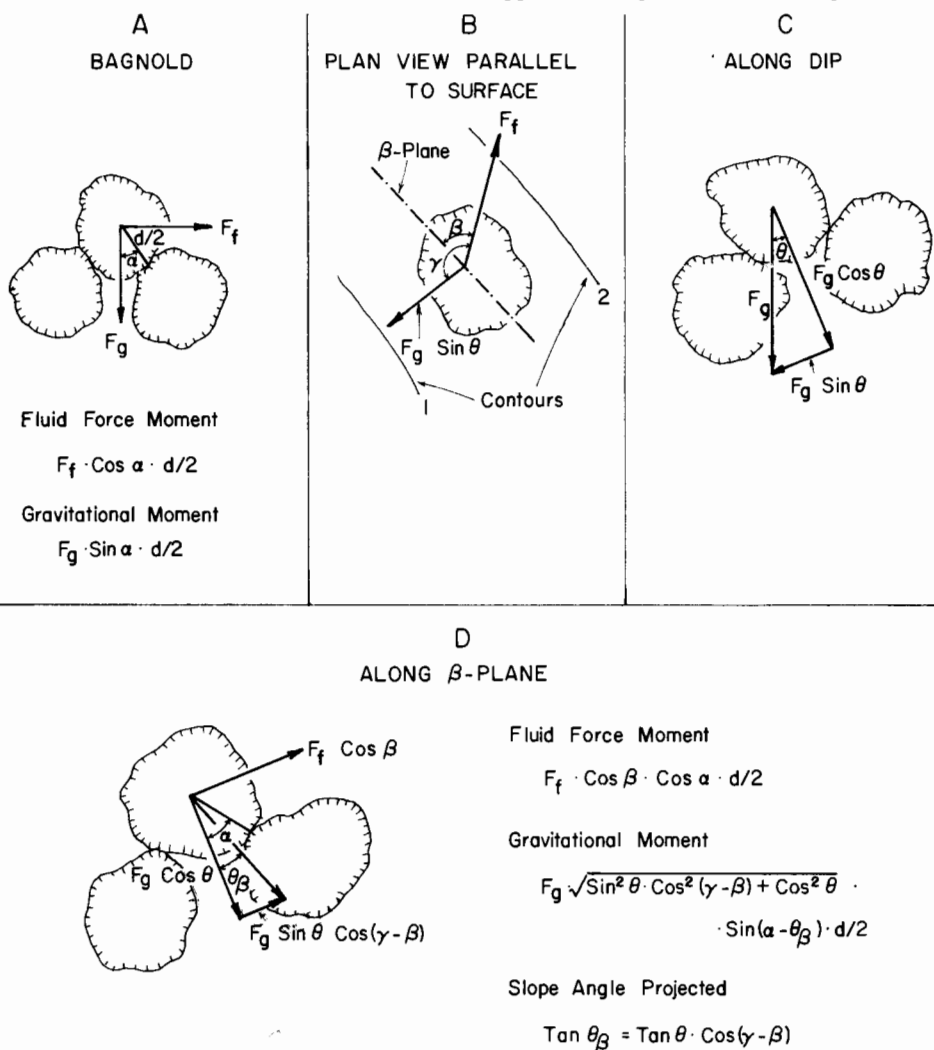 A
BAGNOLD
F_f
d/2
α
F_g
Fluid Force Moment
F_f · Cos α · d/2
Gravitational Moment
F_g · Sin α · d/2
B
PLAN VIEW PARALLEL
TO SURFACE
F_f
β-Plane
β
γ
2
F_g Sin θ
1
Contours
C
ALONG DIP
θ
F_g Cos θ
F_g
F_g Sin θ
D
ALONG β-PLANE
F_f Cos β
α
F_g Cos θ
θ_β
F_g Sin θ Cos(γ-β)
Fluid Force Moment
F_f · Cos β · Cos α · d/2
Gravitational Moment
F_g · √Sin² θ · Cos² (γ-β) + Cos² θ ·
· Sin(α-θ_β) · d/2
Slope Angle Projected
Tan θ_β = Tan θ · Cos(γ-β)